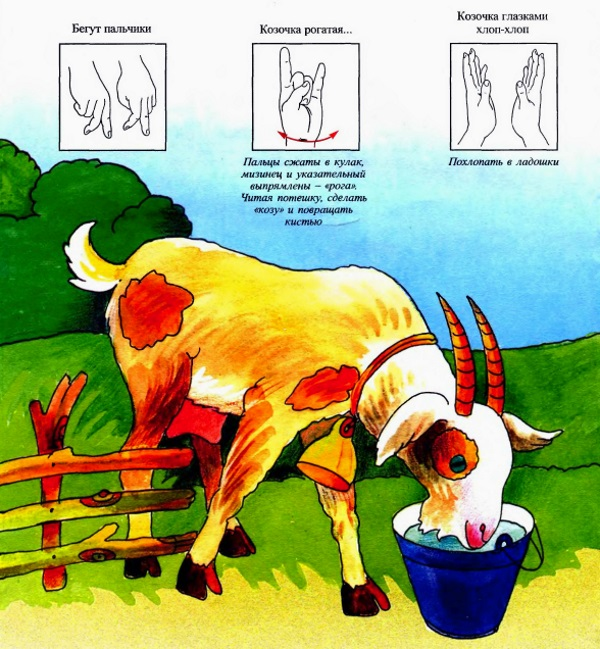 Бегут пальчики
Козочка рогатая...
Козочка глазками
хлоп-хлоп
Пальцы сжаты в кулак,
мизинец и указательный
выпрямлены – «рога».
Читая потешку, сделать
«козу» и повращать
кистью
Похлопать в ладошки